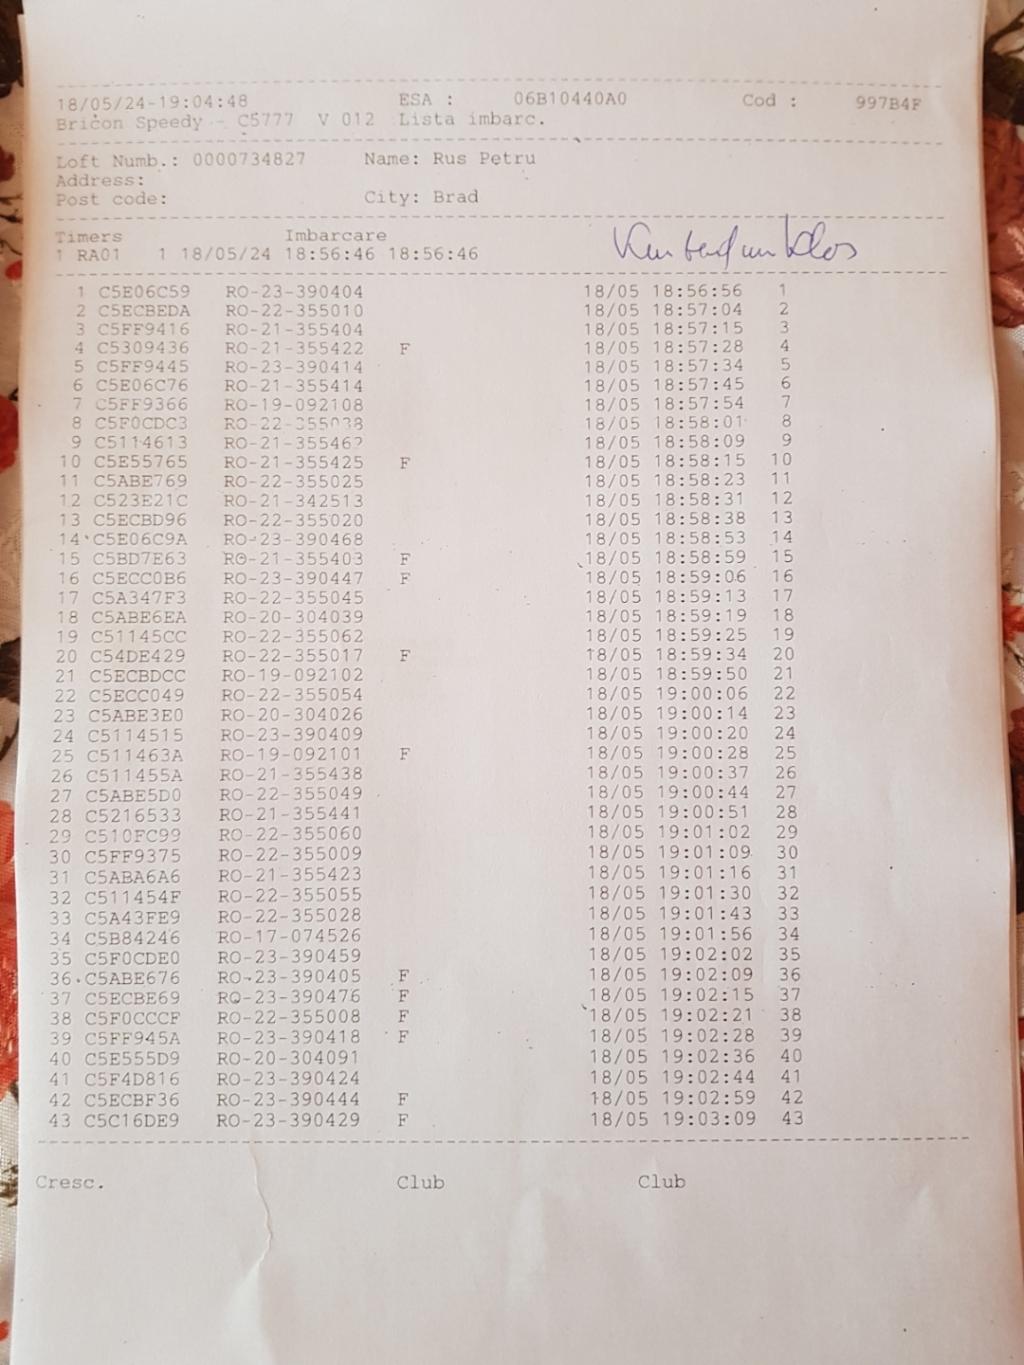 18/05/24-19:04:48 ESA : 06B10440A0 Cod : 997B4F
Bricon Speedy - C5777 V 012 Lista imbarc.
Loft Numb.: 0000734827 Name: Rus Petru
Address:
Post code: City: Brad
Timers Imbarcare
1 RA01 1 18/05/24 18:56:46 18:56:46
1 C5E06C59 RO-23-390404 18/05 18:56:56 1
2 C5ECBEDA RO-22-355010 18/05 18:57:04 2
3 C5FF9416 RO-21-355404 18/05 18:57:15 3
4 C5309436 RO-21-355422 F 18/05 18:57:28 4
5 C5FF9445 RO-23-390414 18/05 18:57:34 5
6 C5E06C76 RO-21-355414 18/05 18:57:45 6
7 C5FF9366 RO-19-092108 18/05 18:57:54 7
8 C5F0CDC3 18/05 18:58:01 8
9 C5114613 RO-21-355462 18/05 18:58:09 9
10 C5E55765 RO-21-355425 F 18/05 18:58:15 10
11 C5ABE769 RO-22-355025 18/05 18:58:23 11
12 C523E21C RO-21-342513 18/05 18:58:31 12
13 C5ECBD96 RO-22-355020 18/05 18:58:38 13
14 C5E06C9A RO-23-390468 18/05 18:58:53 14
15 C5BD7E63 RO-21-355403 F 18/05 18:58:59 15
16 C5ECC0B6 RO-23-390447 F 18/05 18:59:06 16
17 C5A347F3 RO-22-355045 18/05 18:59:13 17
18 C5ABE6EA RO-20-304039 18/05 18:59:19 18
19 C51145CC RO-22-355062 18/05 18:59:25 19
20 C54DE429 RO-22-355017 F 18/05 18:59:34 20
21 C5ECBDCC RO-19-092102 18/05 18:59:50 21
22 C5ECC049 RO-22-355054 18/05 19:00:06 22
23 C5ABE3E0 RO-20-304026 18/05 19:00:14 23
24 C5114515 RO-23-390409 18/05 19:00:20 24
25 C511463A RO-19-092101 F 18/05 19:00:28 25
26 C511455A RO-21-355438 18/05 19:00:37 26
27 C5ABE5D0 RO-22-355049 18/05 19:00:44 27
28 C5216533 RO-21-355441 18/05 19:00:51 28
29 C510FC99 RO-22-355060 18/05 19:01:02 29
30 C5FF9375 RO-22-355009 18/05 19:01:09 30
31 C5ABA6A6 RO-21-355423 18/05 19:01:16 31
32 C511454F RO-22-355055 18/05 19:01:30 32
33 C5A43FE9 RO-22-355028 18/05 19:01:43 33
34 C5B84246 RO-17-074526 18/05 19:01:56 34
35 C5F0CDE0 RO-23-390459 18/05 19:02:02 35
36 C5ABE676 RO-23-390405 F 18/05 19:02:09 36
37 C5ECBE69 RO-23-390476 F 18/05 19:02:15 37
38 C5F0CCCF RO-22-355008 F 18/05 19:02:21 38
39 C5FF945A RO-23-390418 F 18/05 19:02:28 39
40 C5E555D9 RO-20-304091 18/05 19:02:36 40
41 C5F4D816 RO-23-390424 18/05 19:02:44 41
42 C5ECBF36 RO-23-390444 F 18/05 19:02:59 42
43 C5C16DE9 RO-23-390429 F 18/05 19:03:09 43
Cresc. Club Club